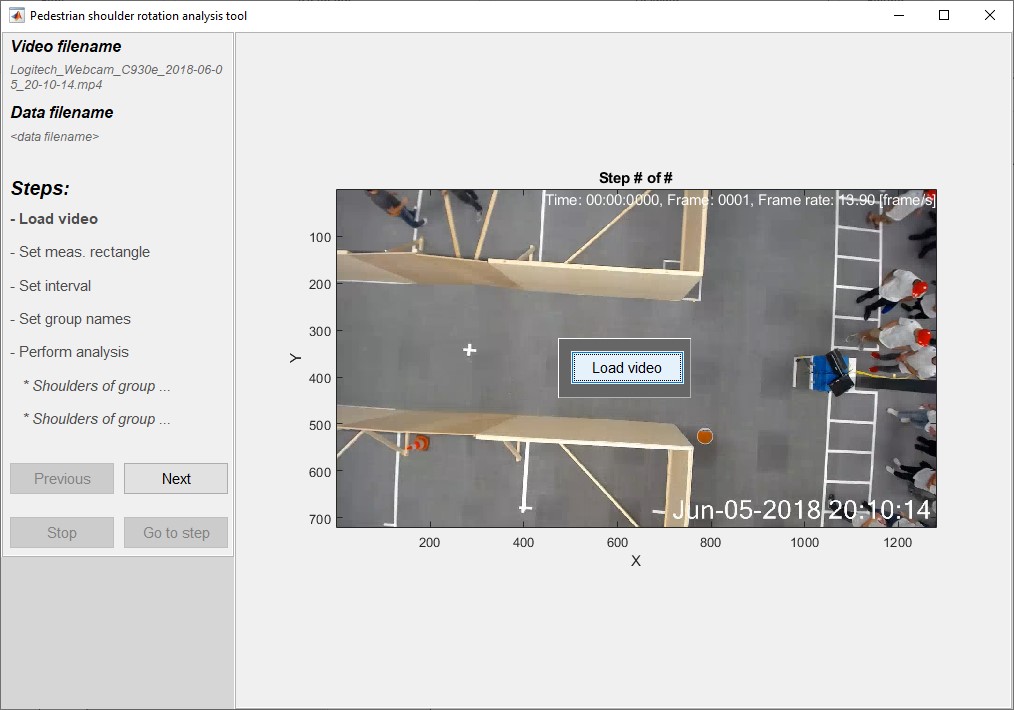 Pedestrian shoulder rotation analysis tool
Video filename
Logitech_Webcam_C930e_2018-06-0
5_20-10-14.mp4
Data filename
<data filename>
Steps:
- Load video
- Set meas. rectangle
- Set interval
- Set group names
- Perform analysis
* Shoulders of group ...
* Shoulders of group ...
Previous
Next
Stop
Go to step
Step # of #
Time: 00:00:0000, Frame: 0001, Frame rate: 13.90 [frame/s]
100
200
300
400
500
600
700
Y
Load video
Jun-05-2018 20:10:14
200
400
600
800
1000
1200
X